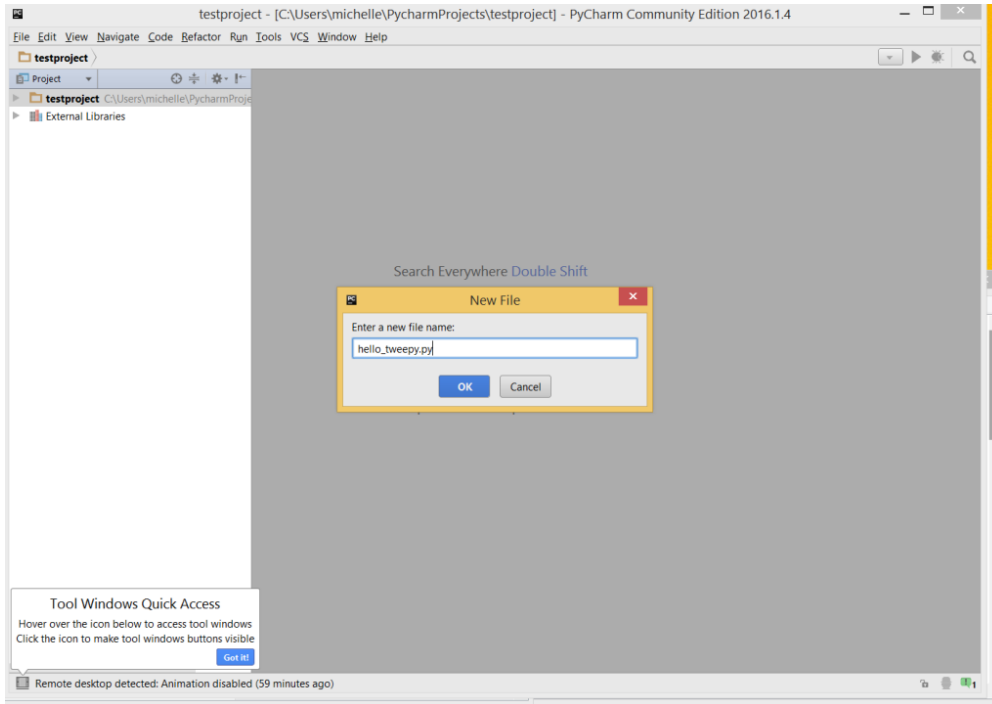 PC testproject - [C:\Users\michelle\PycharmProjects\testproject] - PyCharm Community Edition 2016.1.4
File Edit View Navigate Code Refactor Run Tools VCS Window Help
testproject
Project
testproject C:\Users\michelle\PycharmProje
External Libraries
Search Everywhere Double Shift
PC New File
Enter a new file name:
hello_tweepy.py
OK Cancel
Tool Windows Quick Access
Hover over the icon below to access tool windows
Click the icon to make tool windows buttons visible
Got it!
Remote desktop detected: Animation disabled (59 minutes ago)
1